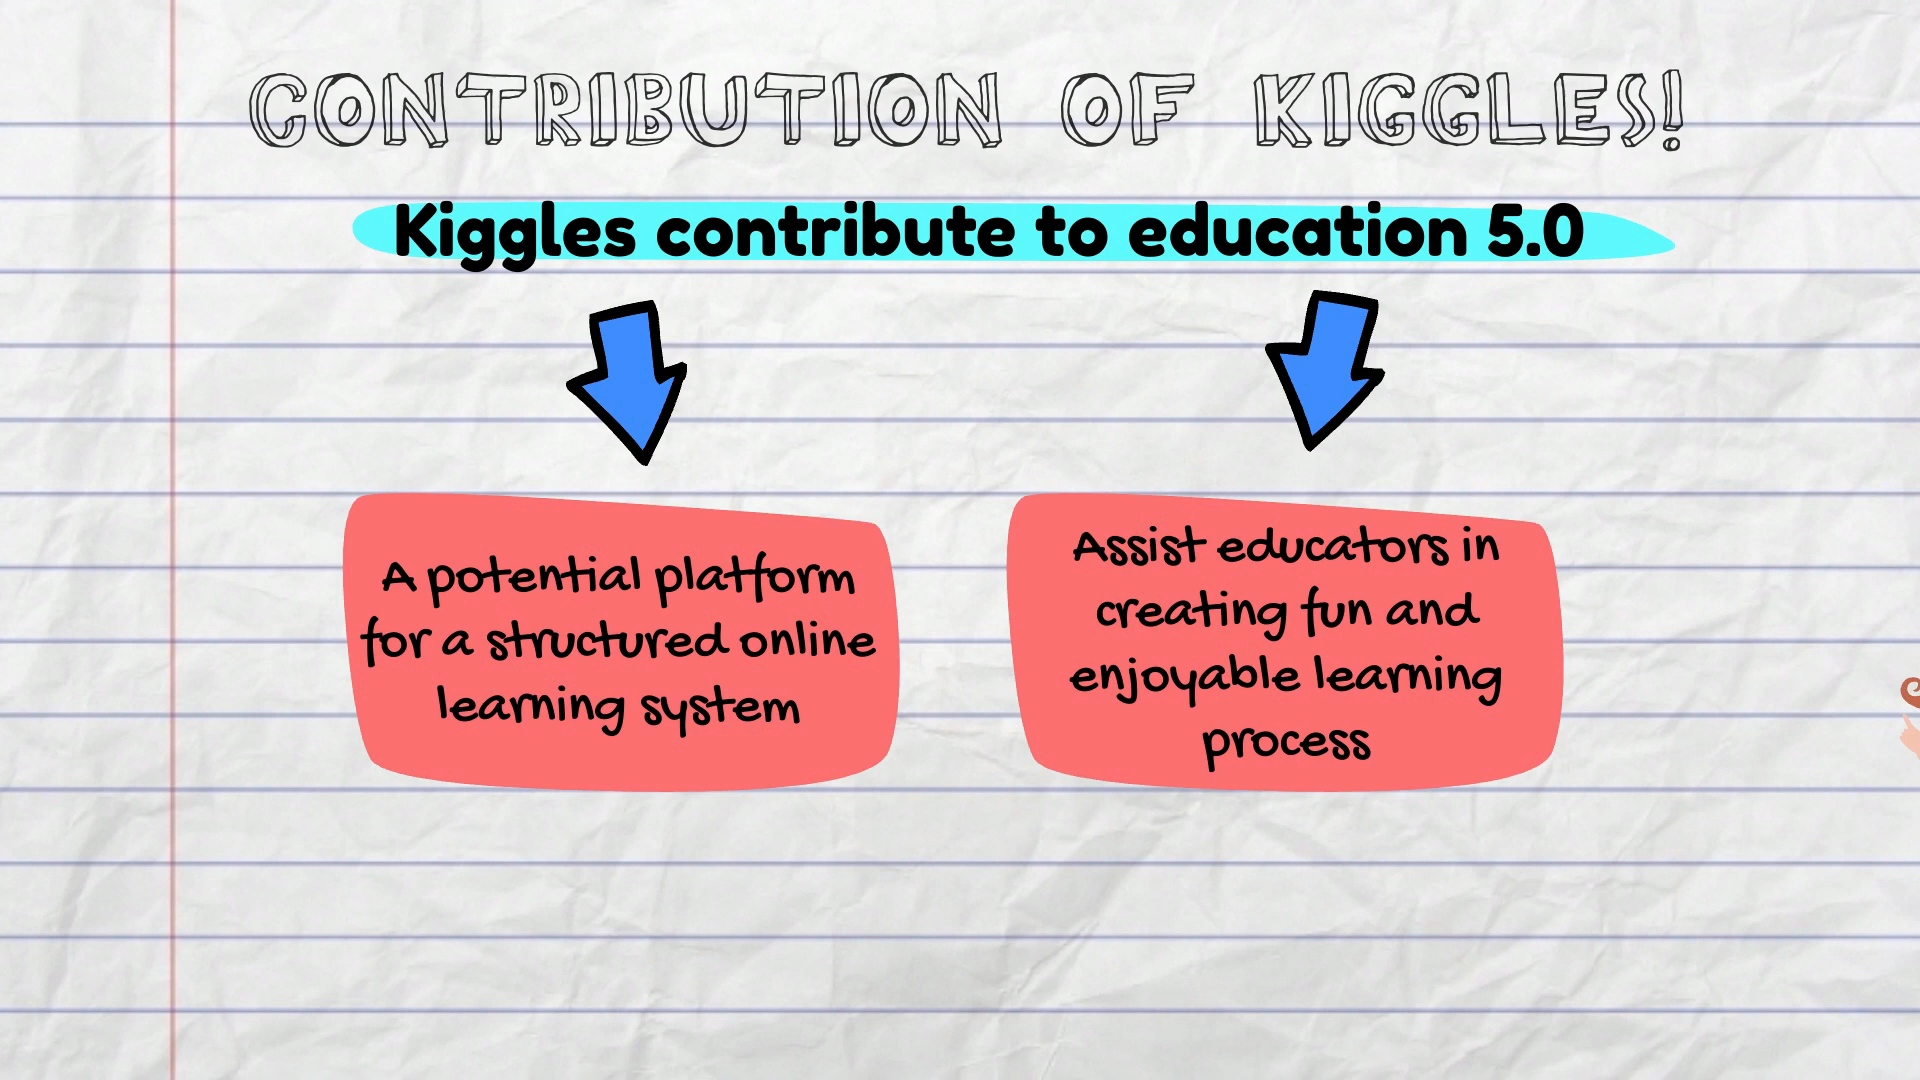 CONTRIBUTION OF KIGGLES!
Kiggles contribute to education 5.0
A potential platform
for a structured online
learning system
Assist educators in
creating fun and
enjoyable learning
process